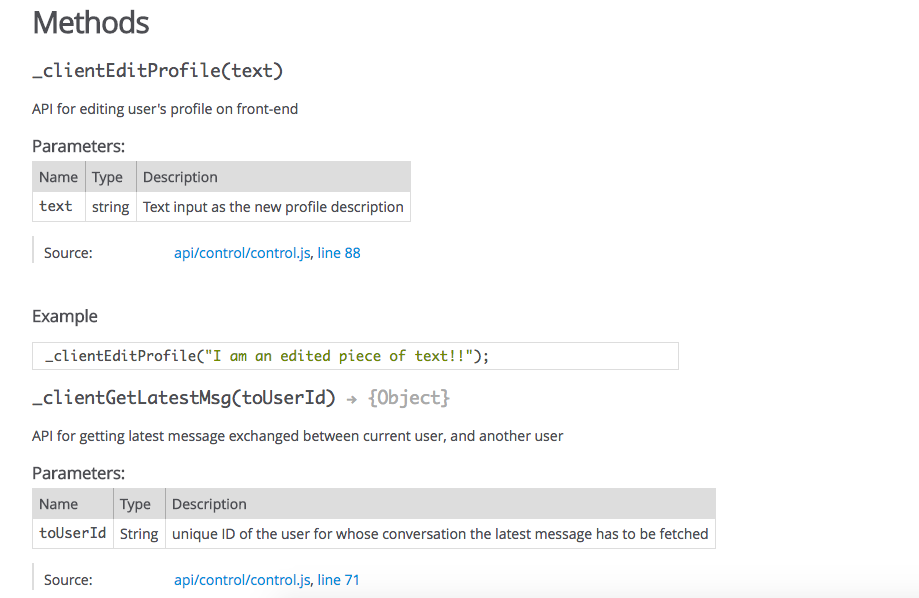 Methods
_clientEditProfile(text)
API for editing user's profile on front-end
Parameters:
Name Type Description
text string Text input as the new profile description
Source: api/control/control.js, line 88
Example
_clientEditProfile("I am an edited piece of text!!");
_clientGetLatestMsg(toUserId) → {Object}
API for getting latest message exchanged between current user, and another user
Parameters:
Name Type Description
toUserId String unique ID of the user for whose conversation the latest message has to be fetched
Source: api/control/control.js, line 71